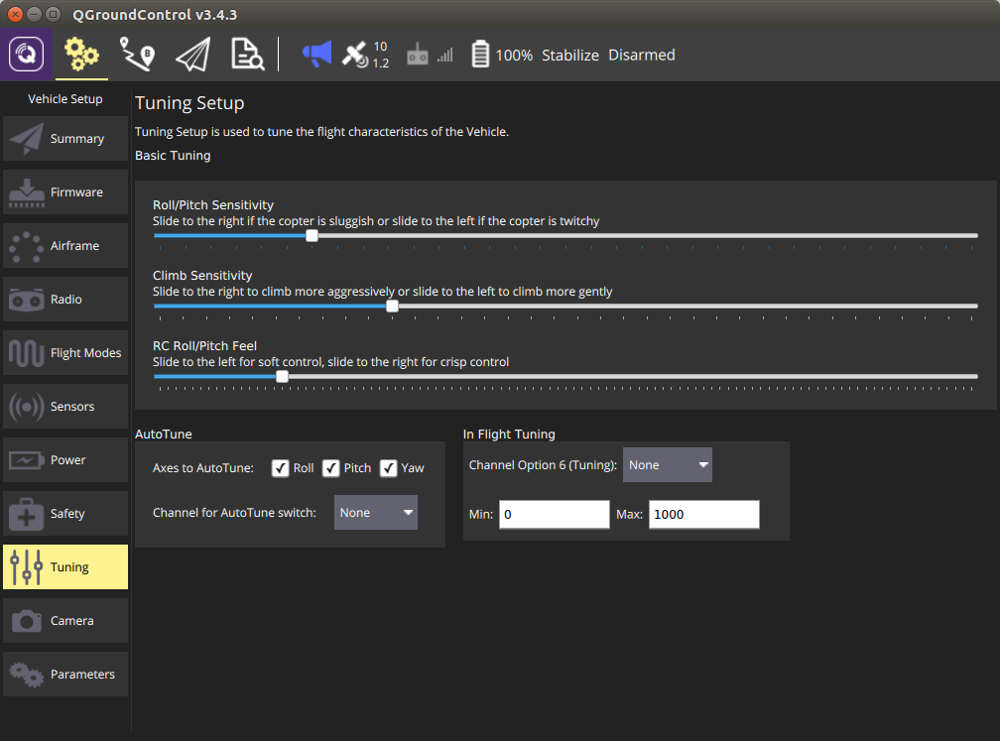 QGroundControl v3.4.3
B
10
1.2
100% Stabilize Disarmed
Vehicle Setup
Summary
Firmware
Airframe
Radio
Flight Modes
Sensors
Power
Safety
Tuning
Camera
Parameters
Tuning Setup
Tuning Setup is used to tune the flight characteristics of the Vehicle.
Basic Tuning
Roll/Pitch Sensitivity
Slide to the right if the copter is sluggish or slide to the left if the copter is twitchy
Climb Sensitivity
Slide to the right to climb more aggressively or slide to the left to climb more gently
RC Roll/Pitch Feel
Slide to the left for soft control, slide to the right for crisp control
AutoTune
Axes to AutoTune: Roll Pitch Yaw
Channel for AutoTune switch: None
In Flight Tuning
Channel Option 6 (Tuning): None
Min: 0 Max: 1000